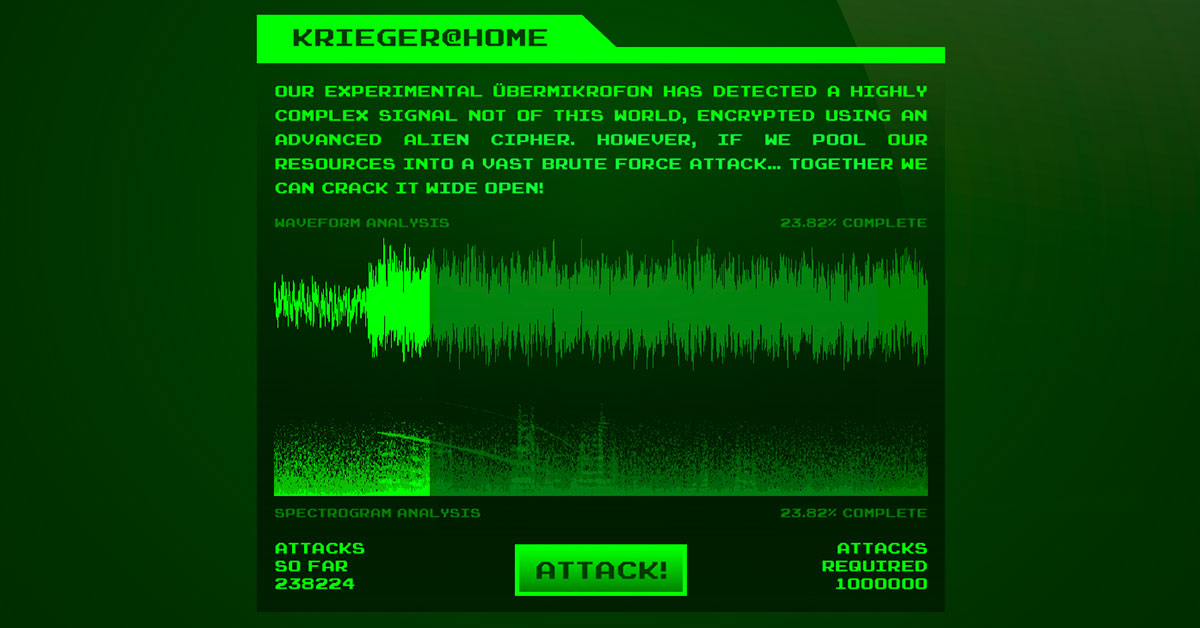 KRIEGER@HOME
OUR EXPERIMENTAL ÜBERMIKROFON HAS DETECTED A HIGHLY
COMPLEX SIGNAL NOT OF THIS WORLD, ENCRYPTED USING AN
ADVANCED ALIEN CIPHER. HOWEVER, IF WE POOL OUR
RESOURCES INTO A VAST BRUTE FORCE ATTACK... TOGETHER WE
CAN CRACK IT WIDE OPEN!
WAVEFORM ANALYSIS 23.82% COMPLETE
SPECTROGRAM ANALYSIS 23.82% COMPLETE
ATTACKS
SO FAR
238224
ATTACK!
ATTACKS
REQUIRED
1000000